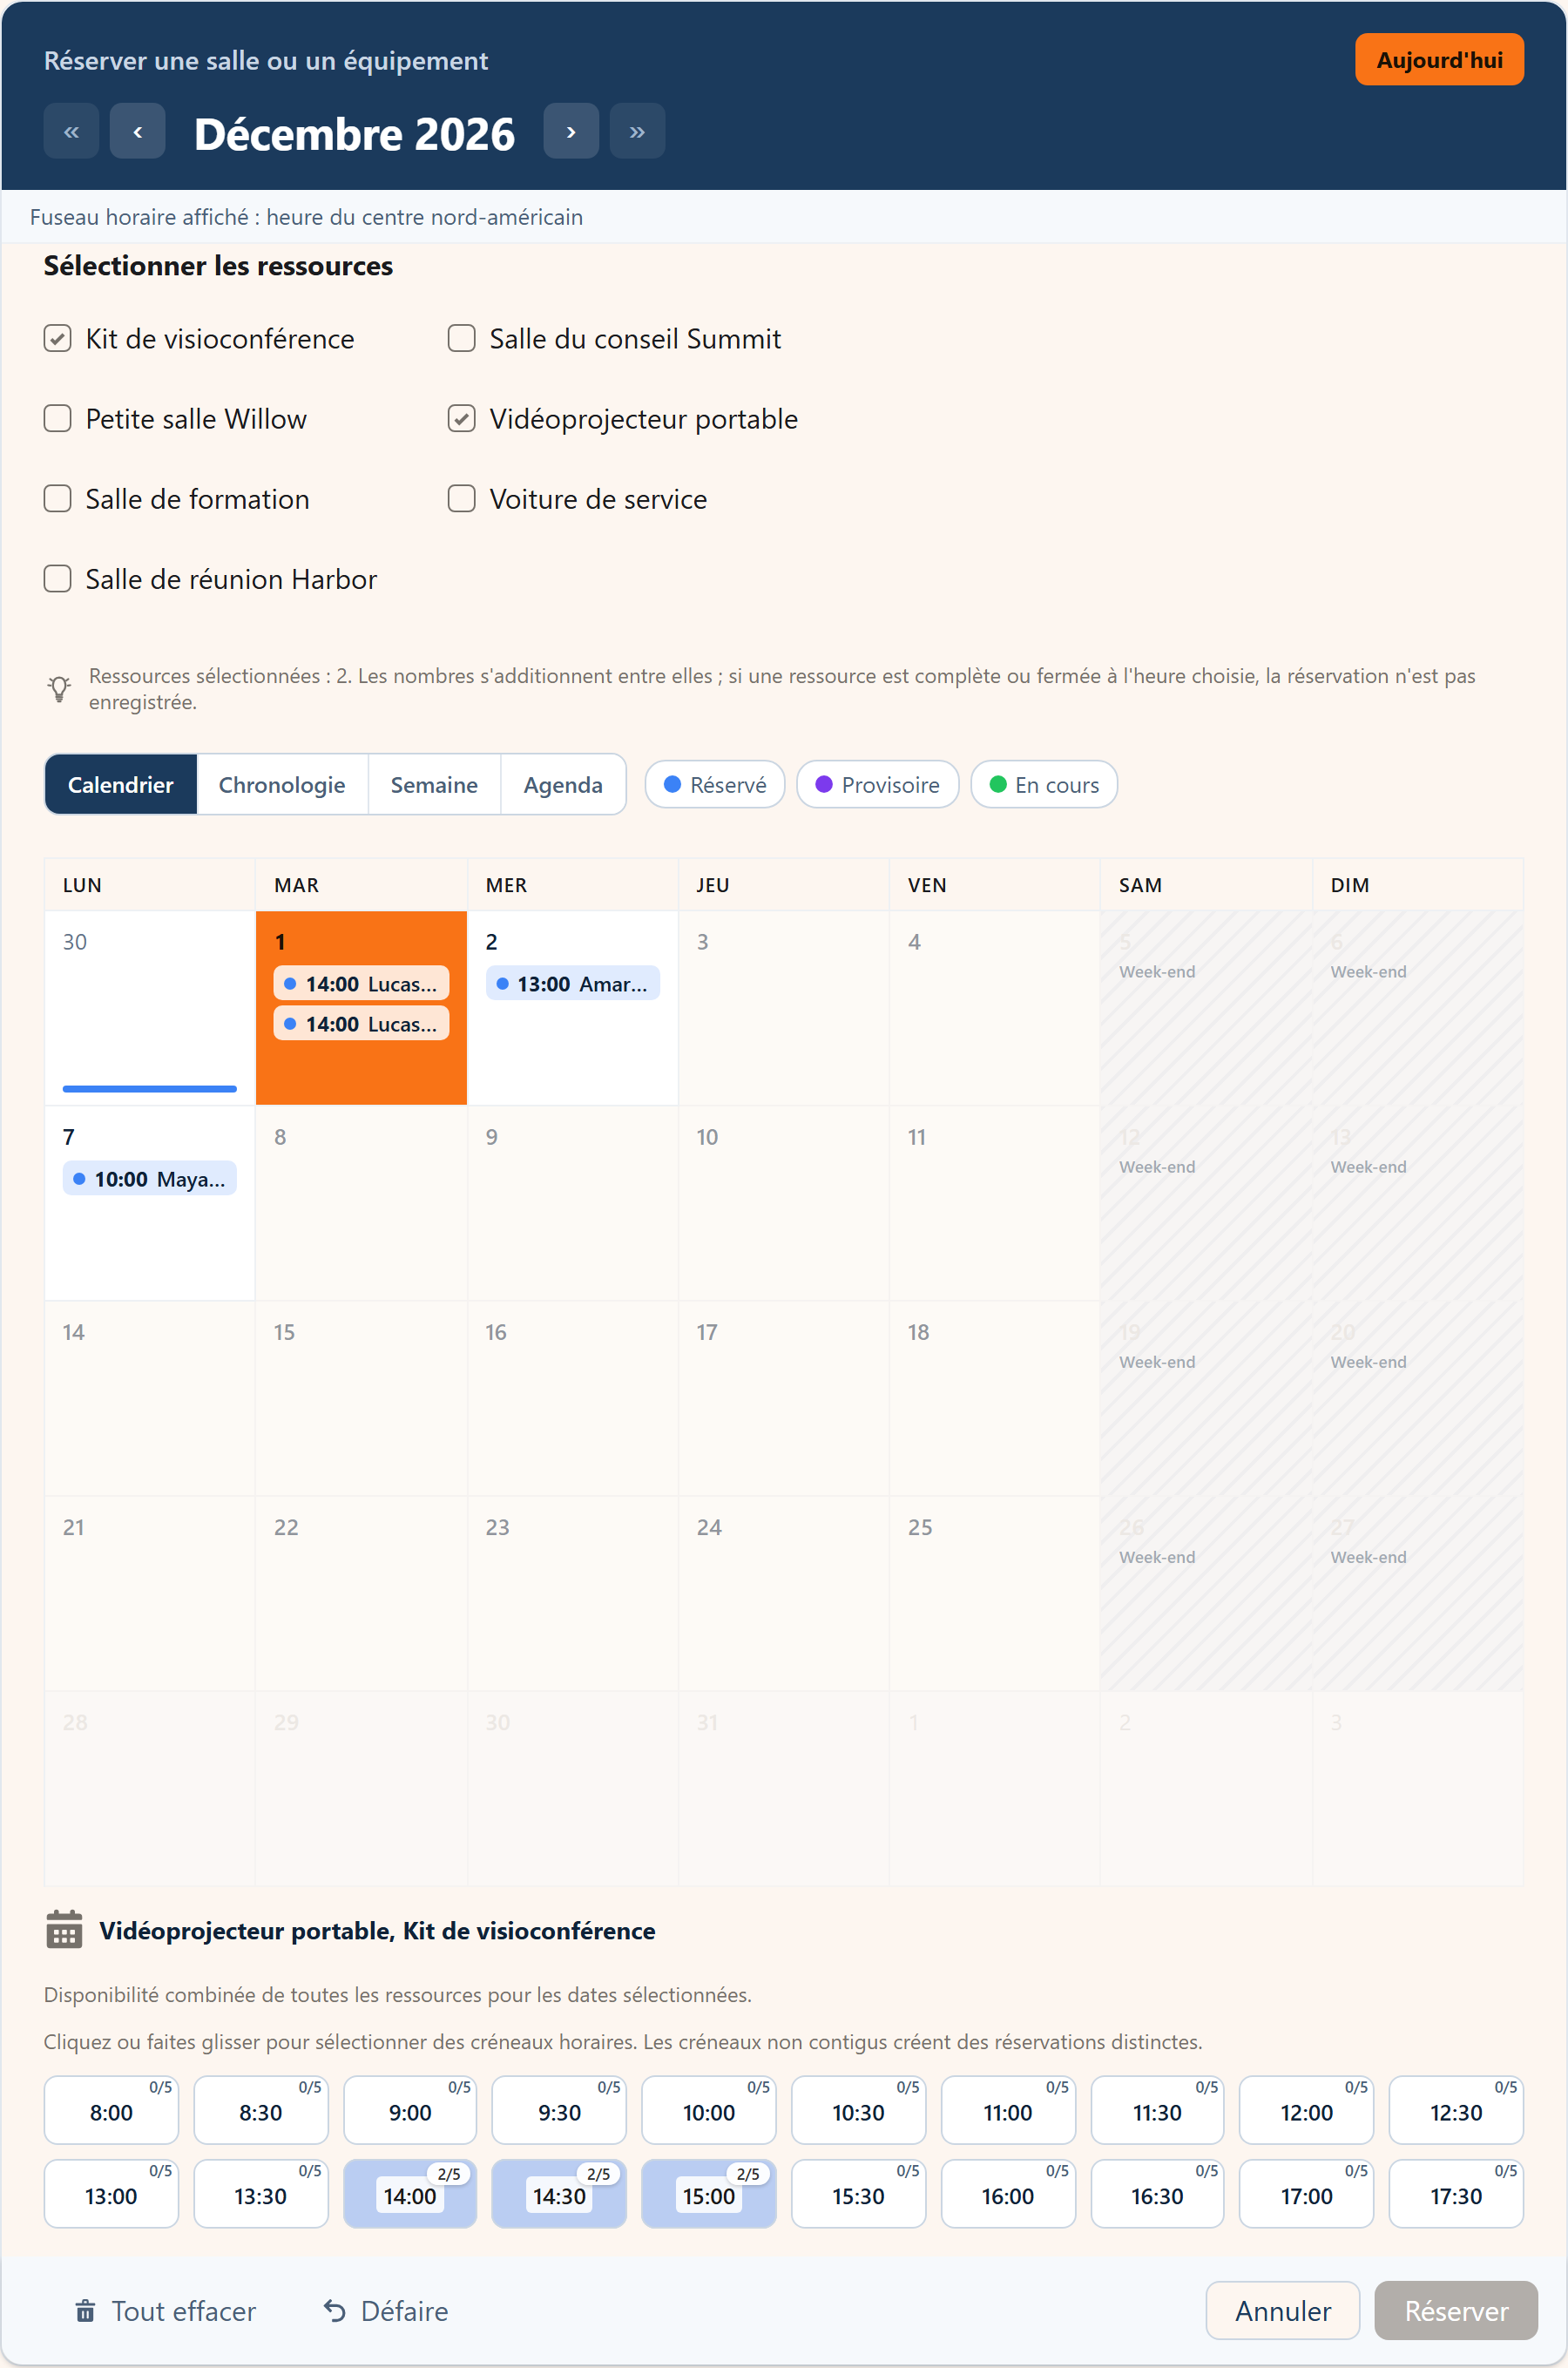 Réserver une salle ou un équipement
Aujourd'hui
« ‹ Décembre 2026 › »
Fuseau horaire affiché : heure du centre nord-américain
Sélectionner les ressources
Kit de visioconférence
Salle du conseil Summit
Petite salle Willow
Vidéoprojecteur portable
Salle de formation
Voiture de service
Salle de réunion Harbor
Ressources sélectionnées : 2. Les nombres s'additionnent entre elles ; si une ressource est complète ou fermée à l'heure choisie, la réservation n'est pas
enregistrée.
Calendrier Chronologie Semaine Agenda Réservé Provisoire En cours
LUN MAR MER JEU VEN SAM DIM
30 1 2 3 4 5 6
14:00 Lucas...
14:00 Lucas...
13:00 Amar...
Week-end Week-end
7 8 9 10 11 12 13
10:00 Maya...
Week-end Week-end
14 15 16 17 18 19 20
Week-end Week-end
21 22 23 24 25 26 27
Week-end Week-end
28 29 30 31 1 2 3
Vidéoprojecteur portable, Kit de visioconférence
Disponibilité combinée de toutes les ressources pour les dates sélectionnées.
Cliquez ou faites glisser pour sélectionner des créneaux horaires. Les créneaux non contigus créent des réservations distinctes.
0/5 0/5 0/5 0/5 0/5 0/5 0/5 0/5 0/5 0/5
8:00 8:30 9:00 9:30 10:00 10:30 11:00 11:30 12:00 12:30
0/5 0/5 2/5 2/5 2/5 0/5 0/5 0/5 0/5 0/5
13:00 13:30 14:00 14:30 15:00 15:30 16:00 16:30 17:00 17:30
Tout effacer Défaire Annuler Réserver